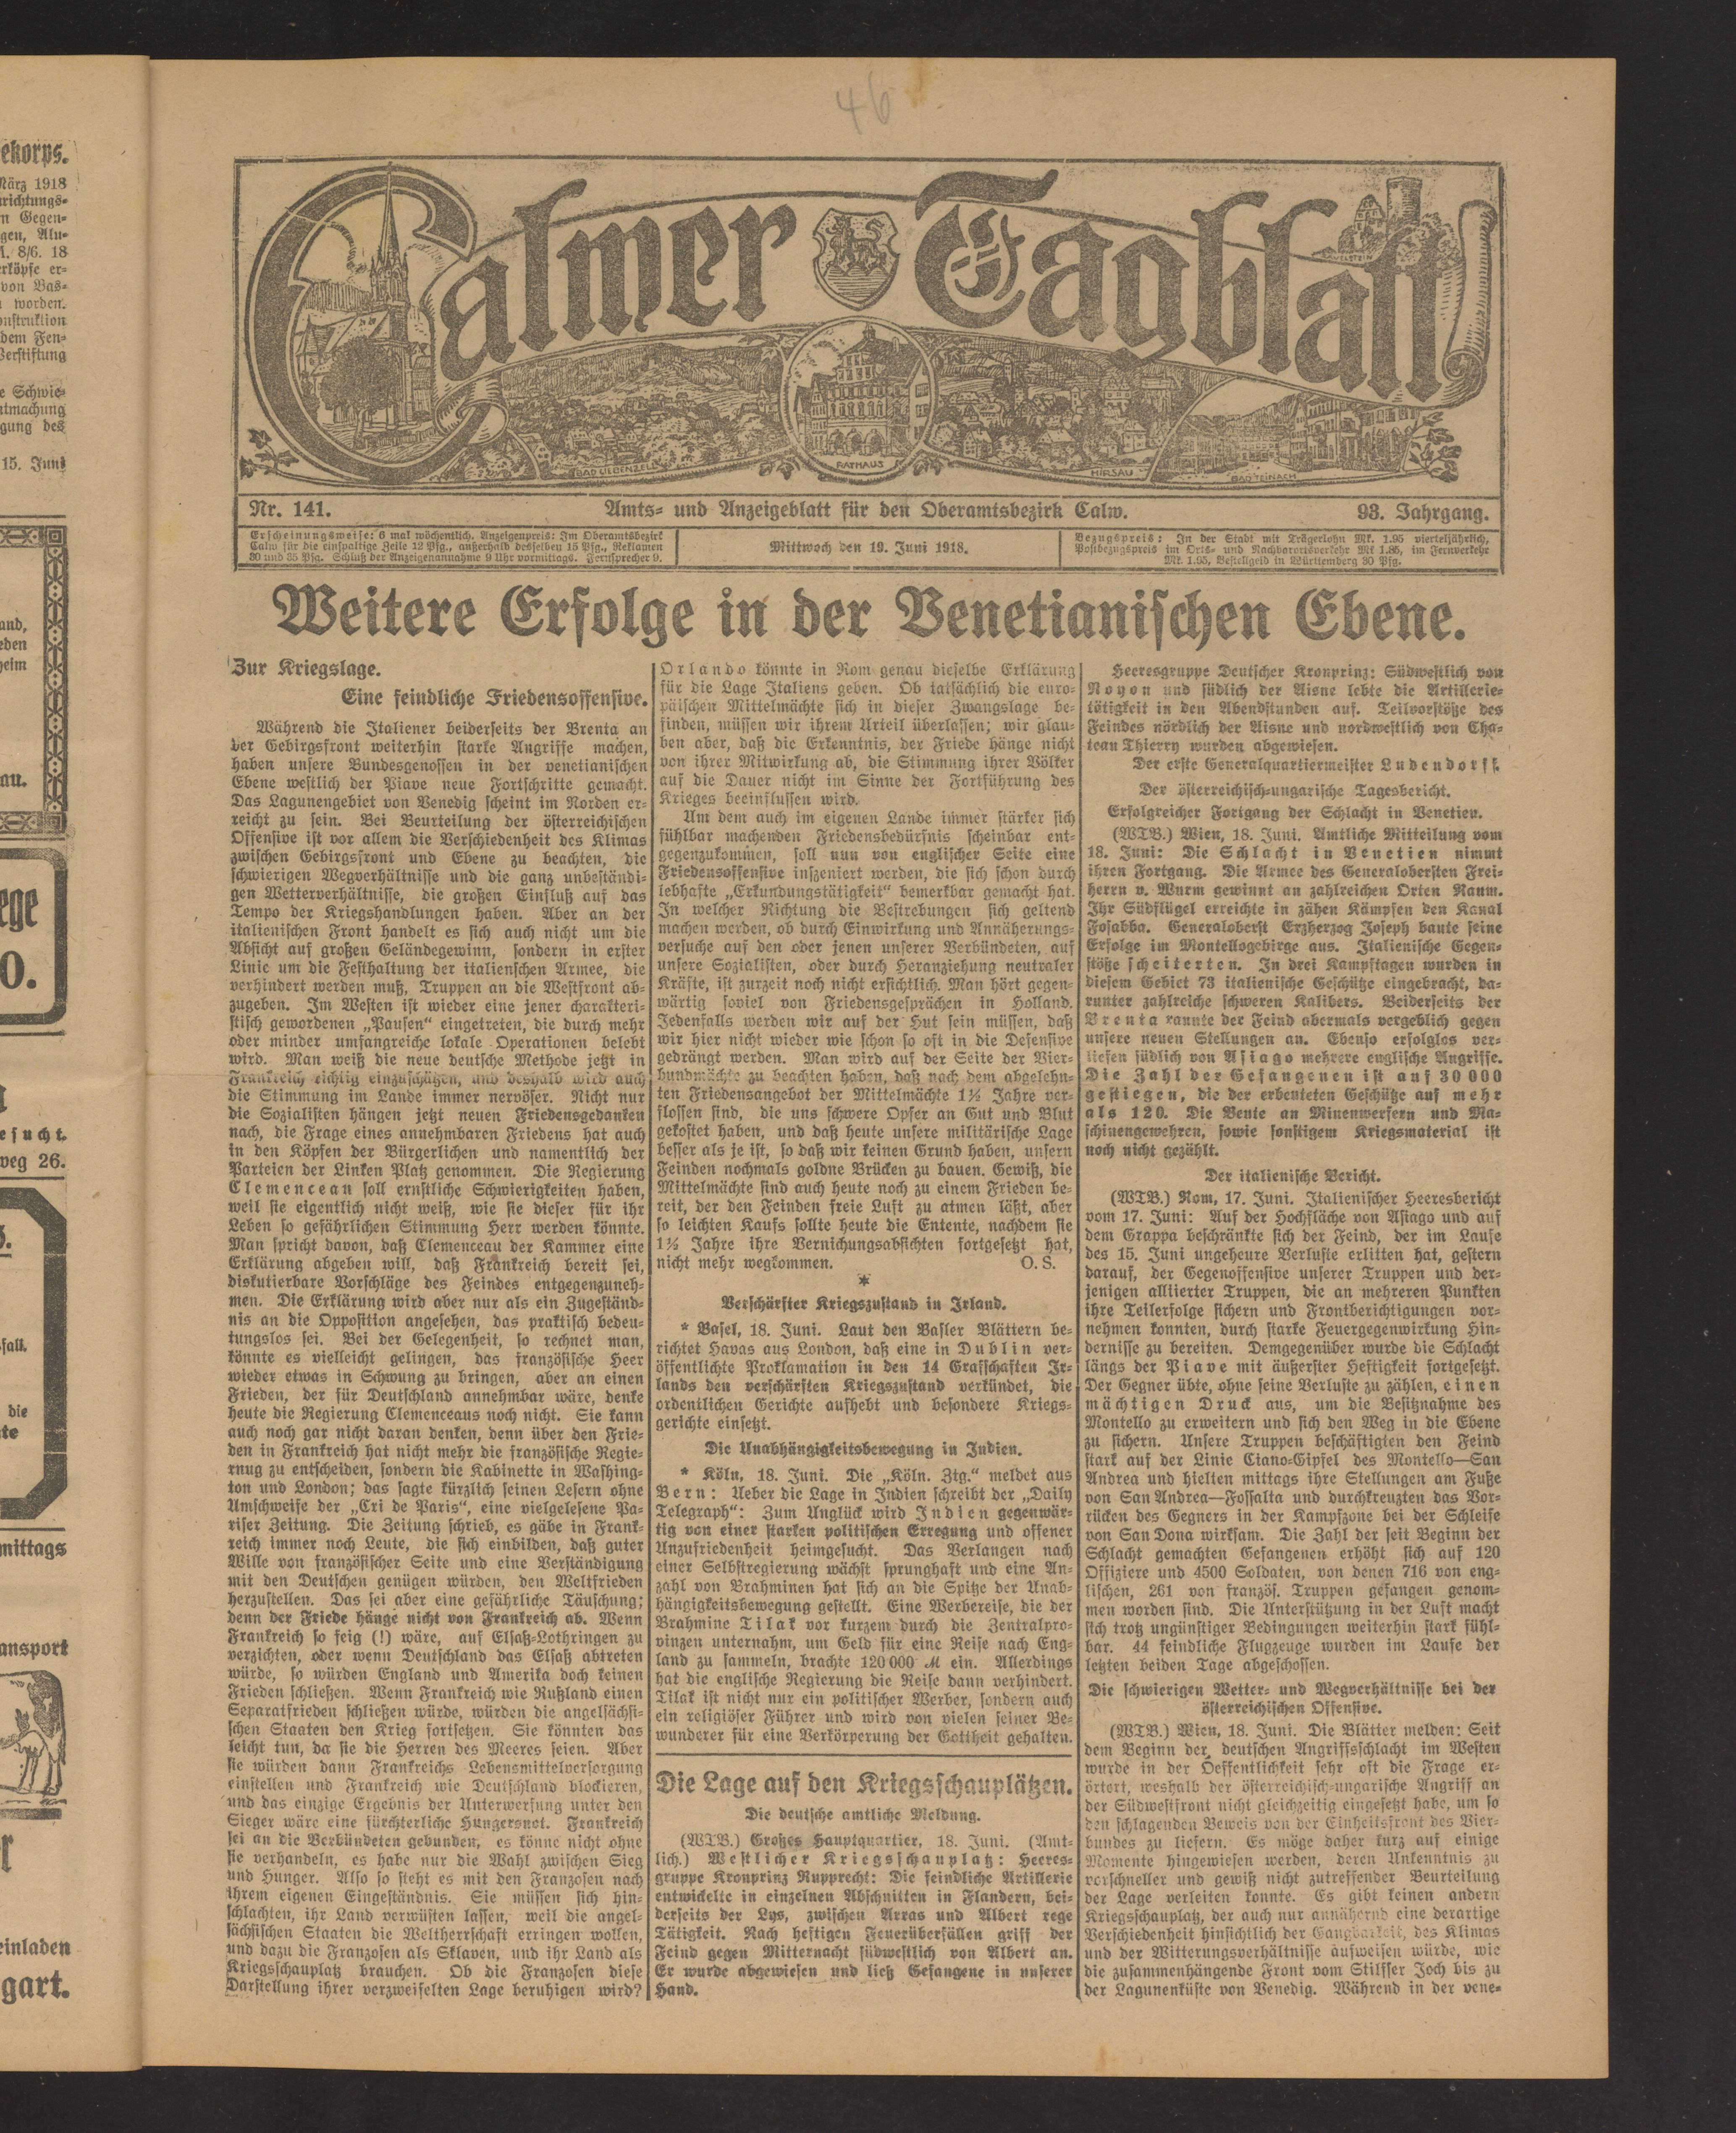 46
Calmer Tagblatt
BAD LIEBENZELL
RATHAUS
HIRSAU
BAD TEINACH
Nr. 141.
Amts- und Anzeigeblatt für den Oberamtsbezirk Calw.
93. Jahrgang.
Erscheinungsweise: 6 mal wöchentlich. Anzeigenpreis: Im Oberamtsbezirk
Calw für die einspaltige Zeile 12 Pfg., außerhalb desselben 15 Pfg., Reklamen
30 und 35 Pfg. Schluß der Anzeigenannahme 9 Uhr vormittags. Fernsprecher 9.
Mittwoch den 19. Juni 1918.
Bezugspreis: In der Stadt mit Trägerlohn Mk. 1.95 vierteljährlich,
Postbezugspreis im Orts- und Nachbarortsverkehr Mk 1.85, im Fernverkehr
Mk. 1.95, Bestellgeld in Württemberg 30 Pfg.
Weitere Erfolge in der Venetianischen Ebene.
Zur Kriegslage.
Eine feindliche Friedensoffensive.
Während die Italiener beiderseits der Brenta an
der Gebirgsfront weiterhin starke Angriffe machen,
haben unsere Bundesgenossen in der venetianischen
Ebene westlich der Piave neue Fortschritte gemacht.
Das Lagunengebiet von Venedig scheint im Norden er-
reicht zu sein. Bei Beurteilung der österreichischen
Offensive ist vor allem die Verschiedenheit des Klimas
zwischen Gebirgsfront und Ebene zu beachten, die
schwierigen Wegverhältnisse und die ganz unbeständi-
gen Wetterverhältnisse, die großen Einfluß auf das
Tempo der Kriegshandlungen haben. Aber an der
italienischen Front handelt es sich auch nicht um die
Absicht auf großen Geländegewinn, sondern in erster
Linie um die Festhaltung der italienschen Armee, die
verhindert werden muß, Truppen an die Westfront ab-
zugeben. Im Westen ist wieder eine jener charakteri-
stisch gewordenen „Pausen“ eingetreten, die durch mehr
oder minder umfangreiche lokale Operationen belebt
wird. Man weiß die neue deutsche Methode jetzt in
Frankreich richtig einzuschätzen, und deshalb wird auch
die Stimmung im Lande immer nervöser. Nicht nur
die Sozialisten hängen jetzt neuen Friedensgedanken
nach, die Frage eines annehmbaren Friedens hat auch
in den Köpfen der Bürgerlichen und namentlich der
Parteien der Linken Platz genommen. Die Regierung
Clemenceau soll ernstliche Schwierigkeiten haben,
weil sie eigentlich nicht weiß, wie sie dieser für ihr
Leben so gefährlichen Stimmung Herr werden könnte.
Man spricht davon, daß Clemenceau der Kammer eine
Erklärung abgeben will, daß Frankreich bereit sei,
diskutierbare Vorschläge des Feindes entgegenzuneh-
men. Die Erklärung wird aber nur als ein Zugeständ-
nis an die Opposition angesehen, das praktisch bedeu-
tungslos sei. Bei der Gelegenheit, so rechnet man,
könnte es vielleicht gelingen, das französische Heer
wieder etwas in Schwung zu bringen, aber an einen
Frieden, der für Deutschland annehmbar wäre, denke
heute die Regierung Clemenceaus noch nicht. Sie kann
auch noch gar nicht daran denken, denn über den Frie-
den in Frankreich hat nicht mehr die französische Regie-
rnug zu entscheiden, sondern die Kabinette in Washing-
ton und London; das sagte kürzlich seinen Lesern ohne
Umschweife der „Cri de Paris“, eine vielgelesene Pa-
riser Zeitung. Die Zeitung schrieb, es gäbe in Frank-
reich immer noch Leute, die sich einbilden, daß guter
Wille von französischer Seite und eine Verständigung
mit den Deutschen genügen würden, den Weltfrieden
herzustellen. Das sei aber eine gefährliche Täuschung;
denn der Friede hänge nicht von Frankreich ab. Wenn
Frankreich so feig (!) wäre, auf Elsaß-Lothringen zu
verzichten, oder wenn Deutschland das Elsaß abtreten
würde, so würden England und Amerika doch keinen
Frieden schließen. Wenn Frankreich wie Rußland einen
Separatfrieden schließen würde, würden die angelsächsi-
schen Staaten den Krieg fortsetzen. Sie könnten das
leicht tun, da sie die Herren des Meeres seien. Aber
sie würden dann Frankreichs Lebensmittelversorgung
einstellen und Frankreich wie Deutschland blockieren,
und das einzige Ergebnis der Unterwerfung unter den
Sieger wäre eine fürchterliche Hungersnot. Frankreich
sei an die Verbündeten gebunden, es könne nicht ohne
sie verhandeln, es habe nur die Wahl zwischen Sieg
und Hunger. Also so steht es mit den Franzosen nach
ihrem eigenen Eingeständnis. Sie müssen sich hin-
schlachten, ihr Land verwüsten lassen, weil die angel-
sächsischen Staaten die Weltherrschaft erringen wollen,
und dazu die Franzosen als Sklaven, und ihr Land als
Kriegsschauplatz brauchen. Ob die Franzosen diese
Darstellung ihrer verzweifelten Lage beruhigen wird?
Orlando könnte in Rom genau dieselbe Erklärung
für die Lage Italiens geben. Ob tatsächlich die euro-
päischen Mittelmächte sich in dieser Zwangslage be-
finden, müssen wir ihrem Urteil überlassen; wir glau-
ben aber, daß die Erkenntnis, der Friede hänge nicht
von ihrer Mitwirkung ab, die Stimmung ihrer Völker
auf die Dauer nicht im Sinne der Fortführung des
Krieges beeinflussen wird.
Um dem auch im eigenen Lande immer stärker sich
fühlbar machenden Friedensbedürfnis scheinbar ent-
gegenzukommen, soll nun von englischer Seite eine
Friedensoffensive inszeniert werden, die sich schon durch
lebhafte „Erkundungstätigkeit“ bemerkbar gemacht hat.
In welcher Richtung die Bestrebungen sich geltend
machen werden, ob durch Einwirkung und Annäherungs-
versuche auf den oder jenen unserer Verbündeten, auf
unsere Sozialisten, oder durch Heranziehung neutraler
Kräfte, ist zurzeit noch nicht ersichtlich. Man hört gegen-
wärtig soviel von Friedensgesprächen in Holland.
Jedenfalls werden wir auf der Hut sein müssen, daß
wir hier nicht wieder wie schon so oft in die Defensive
gedrängt werden. Man wird auf der Seite der Vier-
bundmächte zu beachten haben, daß nach dem abgelehn-
ten Friedensangebot der Mittelmächte 1½ Jahre ver-
flossen sind, die uns schwere Opfer an Gut und Blut
gekostet haben, und daß heute unsere militärische Lage
besser als je ist, so daß wir keinen Grund haben, unsern
Feinden nochmals goldne Brücken zu bauen. Gewiß, die
Mittelmächte sind auch heute noch zu einem Frieden be-
reit, der den Feinden freie Luft zu atmen läßt, aber
so leichten Kaufs sollte heute die Entente, nachdem sie
1½ Jahre ihre Vernichungsabsichten fortgesetzt hat,
nicht mehr wegkommen. O. S.
*
Verschärfter Kriegszustand in Irland.
* Basel, 18. Juni. Laut den Basler Blättern be-
richtet Havas aus London, daß eine in Dublin ver-
öffentlichte Proklamation in den 14 Grafschaften Ir-
lands den verschärften Kriegszustand verkündet, die
ordentlichen Gerichte aufhebt und besondere Kriegs-
gerichte einsetzt.
Die Unabhängigkeitsbewegung in Indien.
* Köln, 18. Juni. Die „Köln. Ztg.“ meldet aus
Bern: Ueber die Lage in Indien schreibt der „Daily
Telegraph“: Zum Unglück wird Indien gegenwär-
tig von einer starken politischen Erregung und offener
Unzufriedenheit heimgesucht. Das Verlangen nach
einer Selbstregierung wächst sprunghaft und eine An-
zahl von Brahminen hat sich an die Spitze der Unab-
hängigkeitsbewegung gestellt. Eine Werbereise, die der
Brahmine Tilak vor kurzem durch die Zentralpro-
vinzen unternahm, um Geld für eine Reise nach Eng-
land zu sammeln, brachte 120 000 M ein. Allerdings
hat die englische Regierung die Reise dann verhindert.
Tilak ist nicht nur ein politischer Werber, sondern auch
ein religiöser Führer und wird von vielen seiner Be-
wunderer für eine Verkörperung der Gottheit gehalten.
Die Lage auf den Kriegsschauplätzen.
Die deutsche amtliche Meldung.
(WTB.) Großes Hauptquartier, 18. Juni. (Amt-
lich.) Westlicher Kriegsschauplatz: Heeres-
gruppe Kronprinz Rupprecht: Die feindliche Artillerie
entwickelte in einzelnen Abschnitten in Flandern, bei-
derseits der Lys, zwischen Arras und Albert rege
Tätigkeit. Nach heftigen Feuerüberfällen griff der
Feind gegen Mitternacht südwestlich von Albert an.
Er wurde abgewiesen und ließ Gefangene in unserer
Hand.
Heeresgruppe Deutscher Kronprinz: Südwestlich von
Noyon und südlich der Aisne lebte die Artillerie-
tätigkeit in den Abendstunden auf. Teilvorstöße des
Feindes nördlich der Aisne und nordwestlich von Cha-
teau Thierry wurden abgewiesen.
Der erste Generalquartiermeister Ludendorff.
Der österreichisch-ungarische Tagesbericht.
Erfolgreicher Fortgang der Schlacht in Venetien.
(WTB.) Wien, 18. Juni. Amtliche Mitteilung vom
18. Juni: Die Schlacht in Venetien nimmt
ihren Fortgang. Die Armee des Generalobersten Frei-
herrn v. Wurm gewinnt an zahlreichen Orten Raum.
Ihr Südflügel erreichte in zähen Kämpfen den Kanal
Fosabba. Generaloberst Erzherzog Joseph baute seine
Erfolge im Montellogebirge aus. Italienische Gegen-
stöße scheiterten. In drei Kampftagen wurden in
diesem Gebiet 73 italienische Geschütze eingebracht, da-
runter zahlreiche schweren Kalibers. Beiderseits der
Brenta rannte der Feind abermals vergeblich gegen
unsere neuen Stellungen an. Ebenso erfolglos ver-
liefen südlich von Asiago mehrere englische Angriffe.
Die Zahl der Gefangenen ist auf 30 000
gestiegen, die der erbeuteten Geschütze auf mehr
als 120. Die Beute an Minenwerfern und Ma-
schinengewehren, sowie sonstigem Kriegsmaterial ist
noch nicht gezählt.
Der italienische Bericht.
(WTB.) Rom, 17. Juni. Italienischer Heeresbericht
vom 17. Juni: Auf der Hochfläche von Asiago und auf
dem Grappa beschränkte sich der Feind, der im Laufe
des 15. Juni ungeheure Verluste erlitten hat, gestern
darauf, der Gegenoffensive unserer Truppen und der-
jenigen alliierter Truppen, die an mehreren Punkten
ihre Teilerfolge sichern und Frontberichtigungen vor-
nehmen konnten, durch starke Feuergegenwirkung Hin-
dernisse zu bereiten. Demgegenüber wurde die Schlacht
längs der Piave mit äußerster Heftigkeit fortgesetzt.
Der Gegner übte, ohne seine Verluste zu zählen, einen
mächtigen Druck aus, um die Besitznahme des
Montello zu erweitern und sich den Weg in die Ebene
zu sichern. Unsere Truppen beschäftigten den Feind
stark auf der Linie Ciano-Gipfel des Montello—San
Andrea und hielten mittags ihre Stellungen am Fuße
von San Andrea—Fossalta und durchkreuzten das Vor-
rücken des Gegners in der Kampfzone bei der Schleife
von San Dona wirksam. Die Zahl der seit Beginn der
Schlacht gemachten Gefangenen erhöht sich auf 120
Offiziere und 4500 Soldaten, von denen 716 von eng-
lischen, 261 von französ. Truppen gefangen genom-
men worden sind. Die Unterstützung in der Luft macht
sich trotz ungünstiger Bedingungen weiterhin stark fühl-
bar. 44 feindliche Flugzeuge wurden im Laufe der
letzten beiden Tage abgeschossen.
Die schwierigen Wetter- und Wegverhältnisse bei der
österreichischen Offensive.
(WTB.) Wien, 18. Juni. Die Blätter melden: Seit
dem Beginn der deutschen Angriffsschlacht im Westen
wurde in der Oeffentlichkeit sehr oft die Frage er-
örtert, weshalb der österreichisch-ungarische Angriff an
der Südwestfront nicht gleichzeitig eingesetzt habe, um so
den schlagenden Beweis von der Einheitsfront des Vier-
bundes zu liefern. Es möge daher kurz auf einige
Momente hingewiesen werden, deren Unkenntnis zu
vorschneller und gewiß nicht zutreffender Beurteilung
der Lage verleiten konnte. Es gibt keinen andern
Kriegsschauplatz, der auch nur annähernd eine derartige
Verschiedenheit hinsichtlich der Gangbarkeit, des Klimas
und der Witterungsverhältnisse aufweisen würde, wie
die zusammenhängende Front vom Stilfser Joch bis zu
der Lagunenküste von Venedig. Während in der vene-